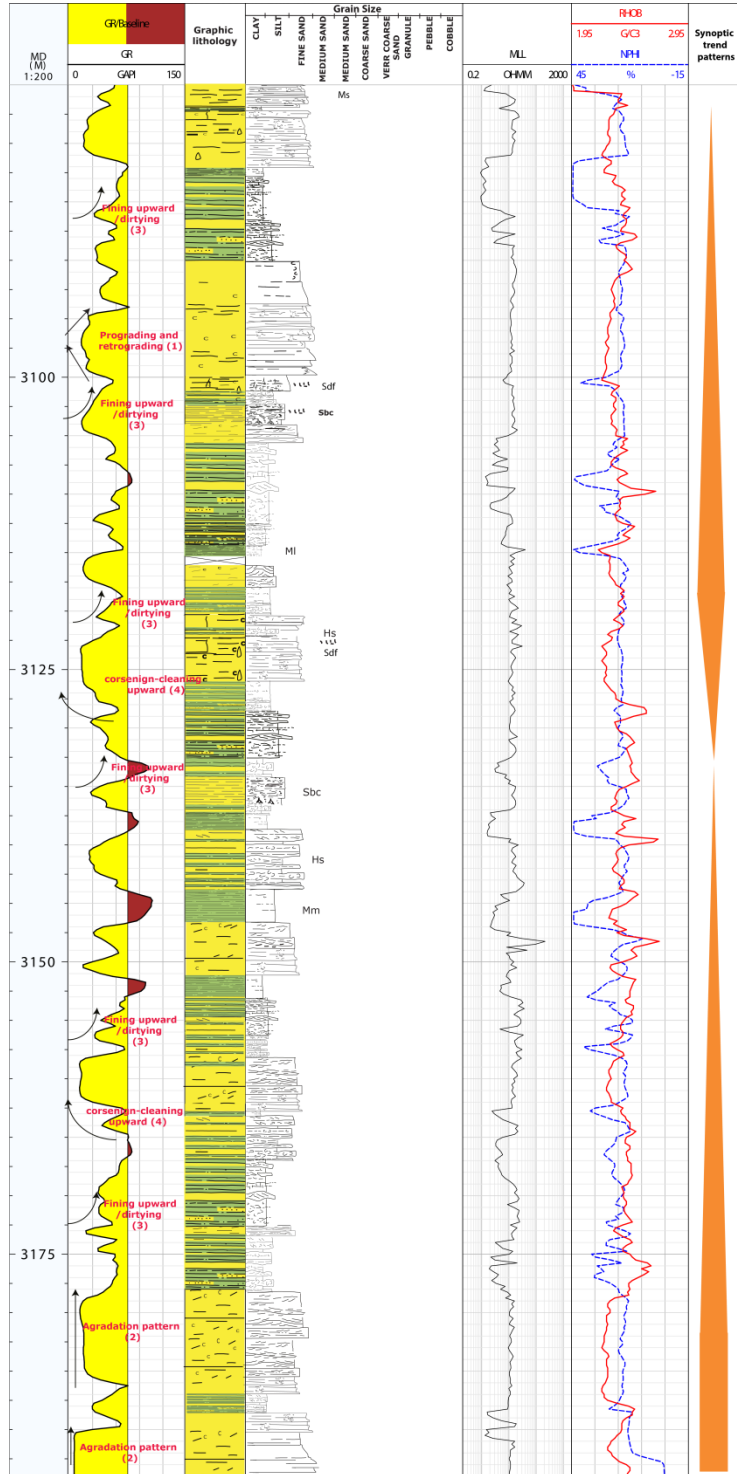 GR/Baseline
MD
(M)
1:200
GR
0 GAPI 150
Graphic
lithology
Grain Size
CLAY
SILT
FINE SAND
MEDIUM SAND
MEDIUM SAND
COARSE SAND
VERR COARSE
SAND
GRANULE
PEBBLE
COBBLE
MLL
0.2 OHMM 2000
RHOB
1.95 G/C3 2.95
NPHI
45 % -15
Synoptic
trend
patterns
Ms
Fining upward
/dirtying
(3)
Prograding and
retrograding (1)
3100
Sdf
Fining upward
/dirtying
(3)
Sbc
Ml
Fining upward
/dirtying
(3)
Hs
Sdf
3125
corsenign-cleaning
upward (4)
Fining upward
/dirtying
(3)
Sbc
Hs
Mm
3150
Fining upward
/dirtying
(3)
corsenign-cleaning
upward (4)
Fining upward
/dirtying
(3)
3175
Agradation pattern
(2)
Agradation pattern
(2)